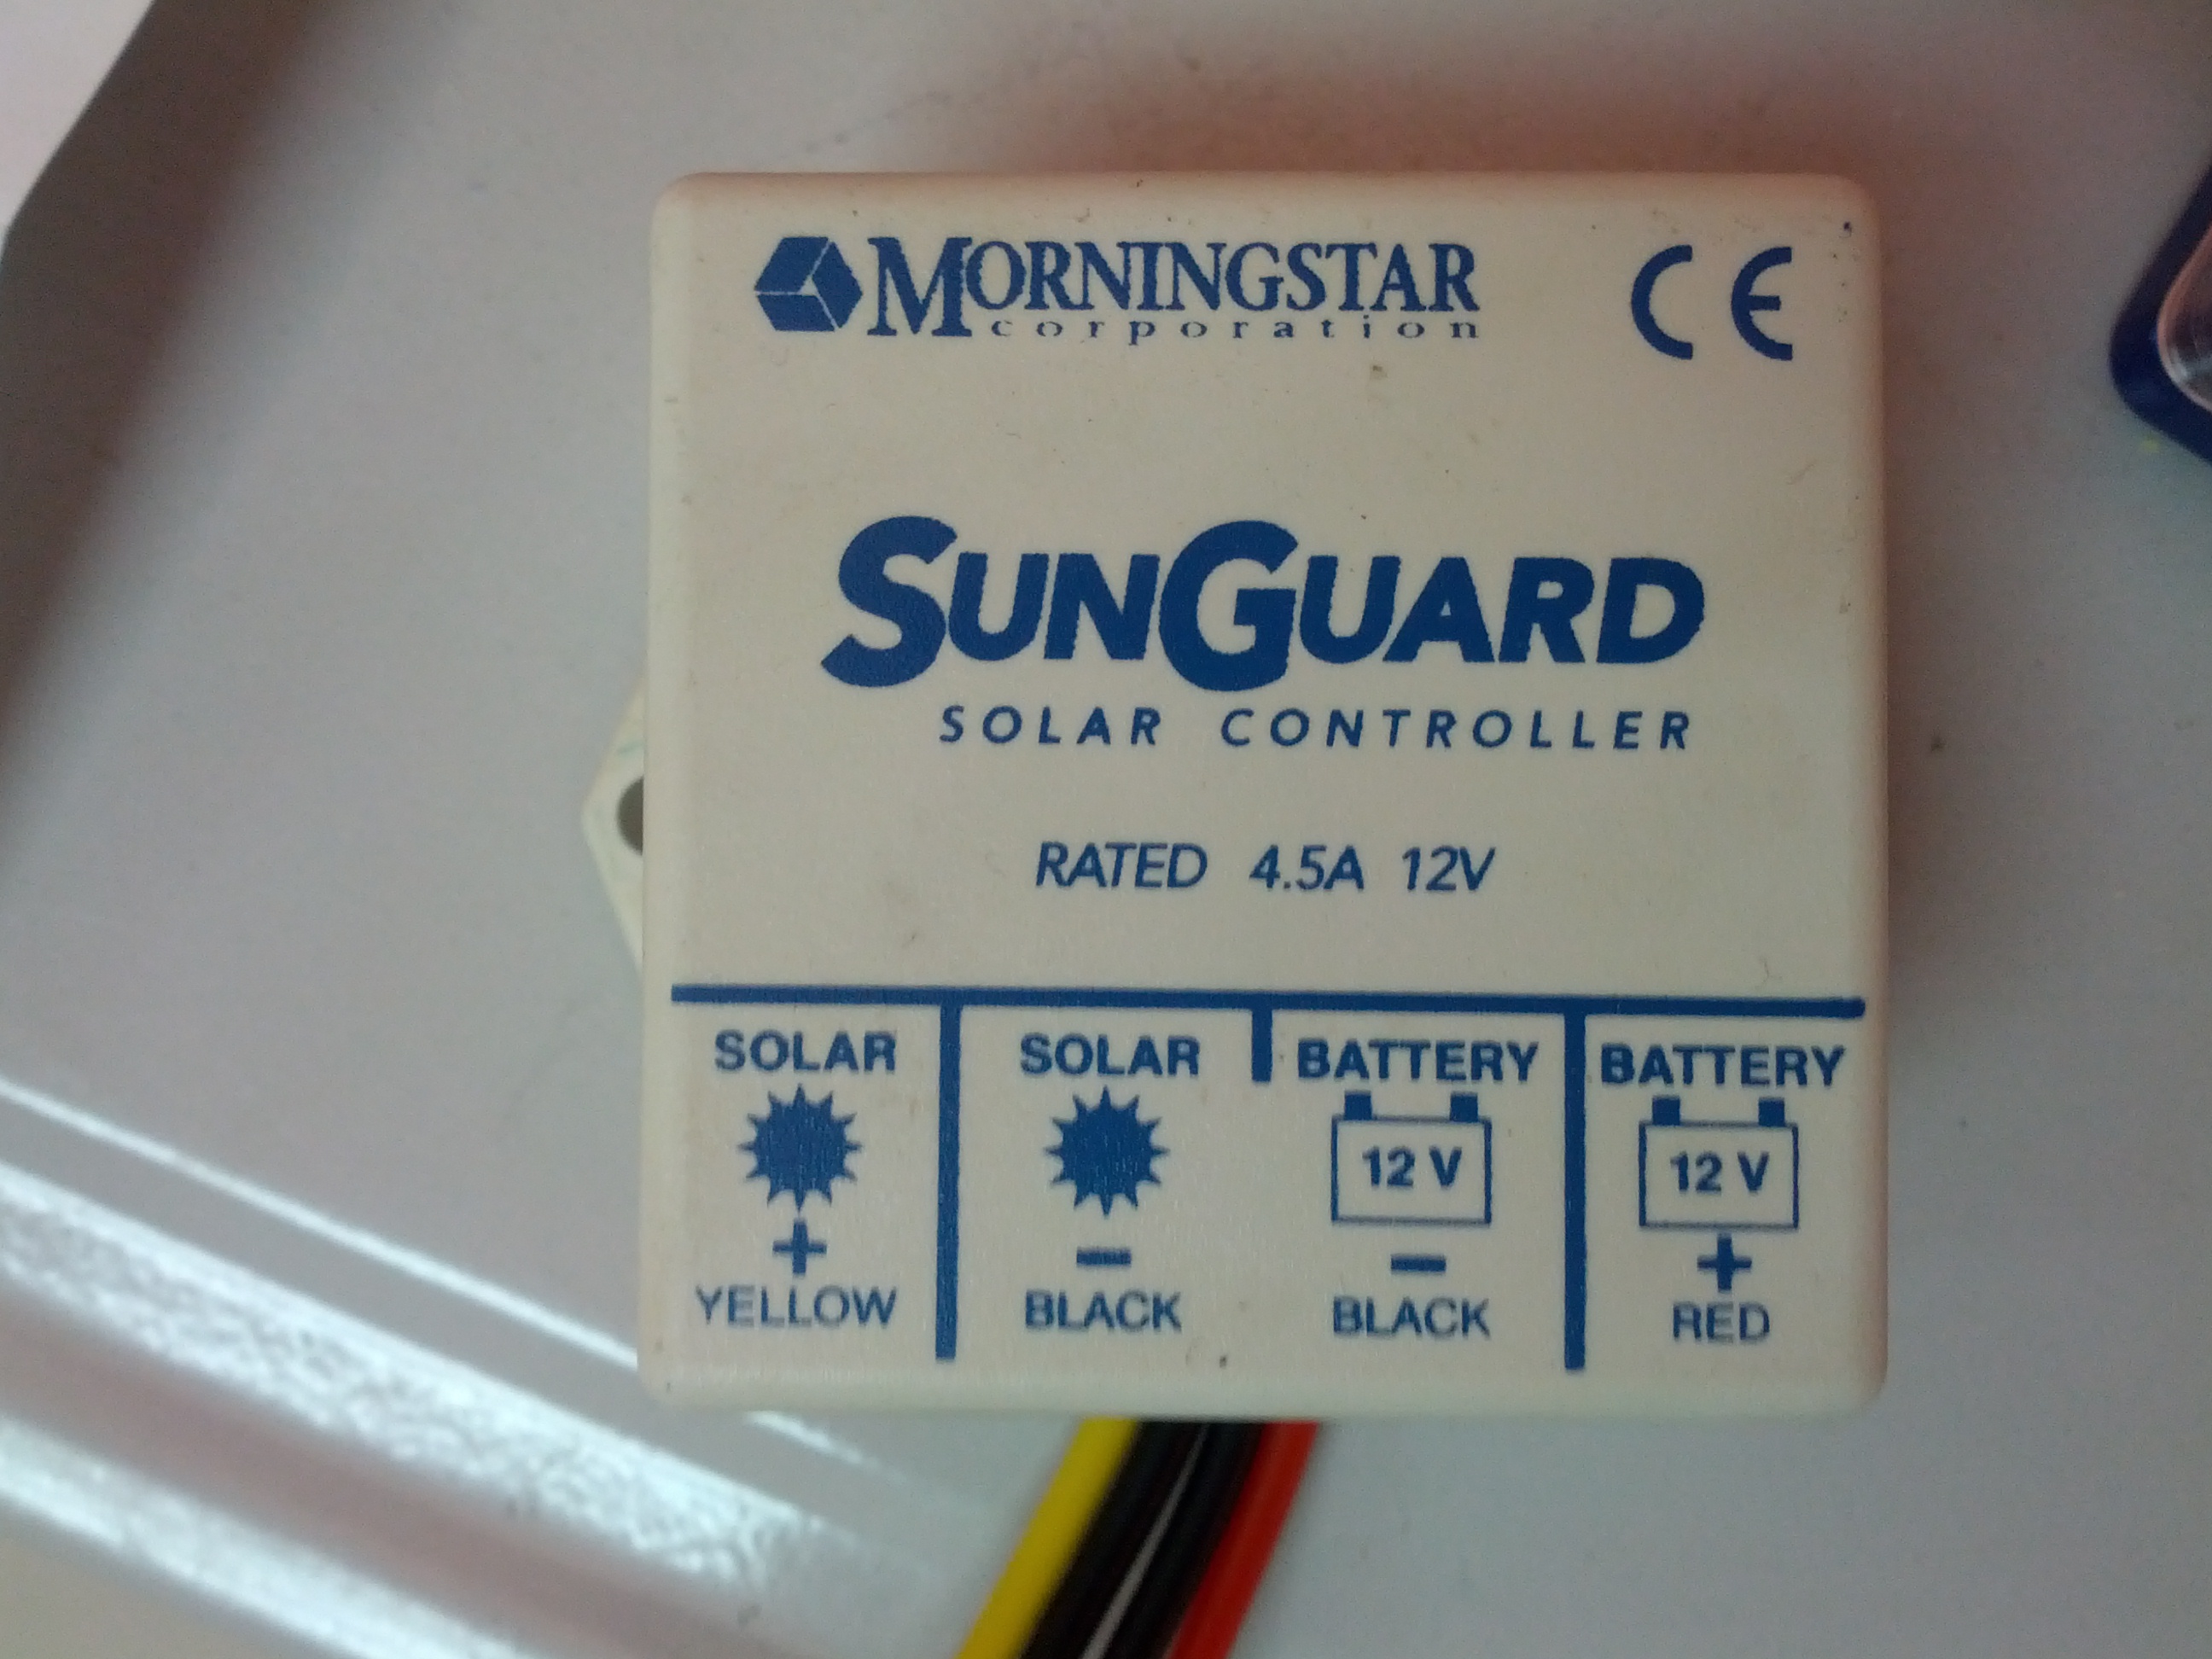 MORNINGSTAR CE
corporation
SUNGUARD
SOLAR CONTROLLER
RATED 4.5A 12V
SOLAR SOLAR BATTERY BATTERY
12 V 12 V
+ - - +
YELLOW BLACK BLACK RED